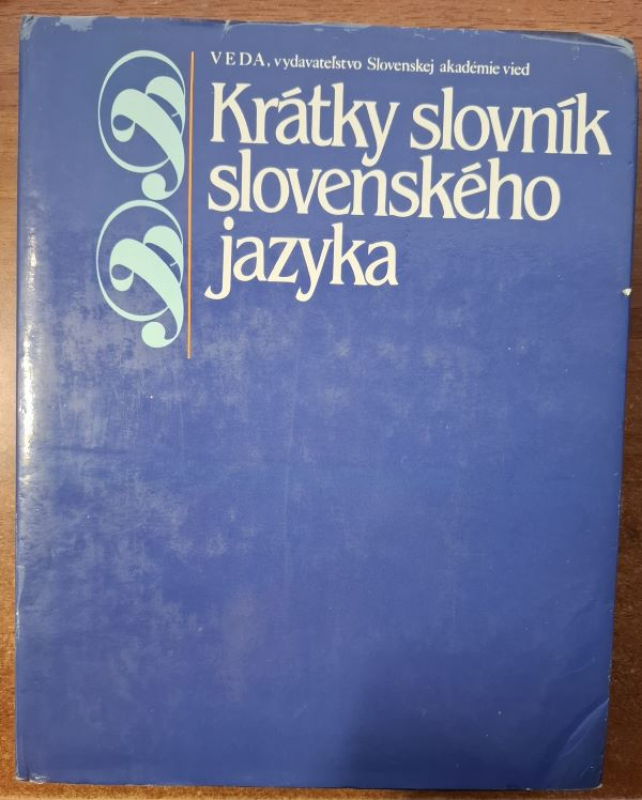 VEDA, vydavateľstvo Slovenskej akadémie vied
Krátky slovník
slovenského
jazyka